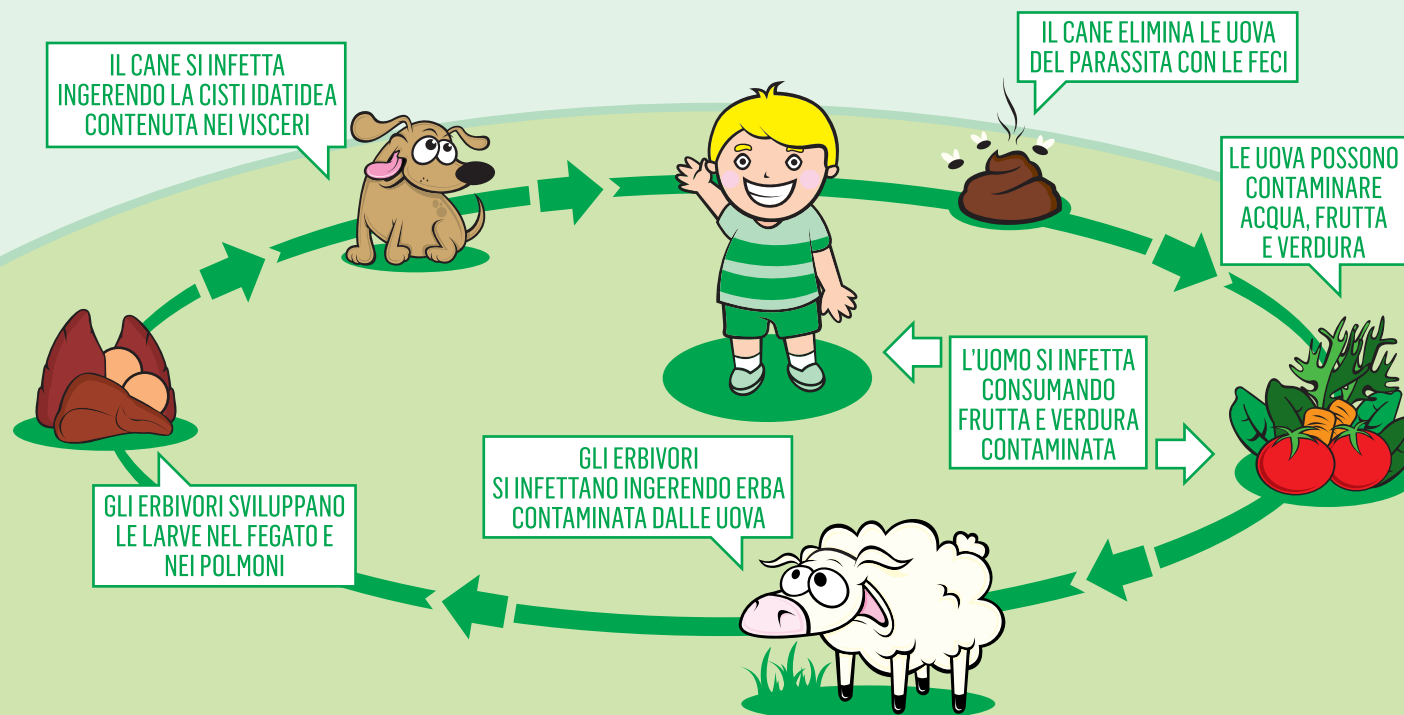 IL CANE SI INFETTA
INGERENDO LA CISTI IDATIDEA
CONTENUTA NEI VISCERI
IL CANE ELIMINA LE UOVA
DEL PARASSITA CON LE FECI
LE UOVA POSSONO
CONTAMINARE
ACQUA, FRUTTA
E VERDURA
L'UOMO SI INFETTA
CONSUMANDO
FRUTTA E VERDURA
CONTAMINATA
GLI ERBIVORI
SI INFETTANO INGERENDO ERBA
CONTAMINATA DALLE UOVA
GLI ERBIVORI SVILUPPANO
LE LARVE NEL FEGATO E
NEI POLMONI